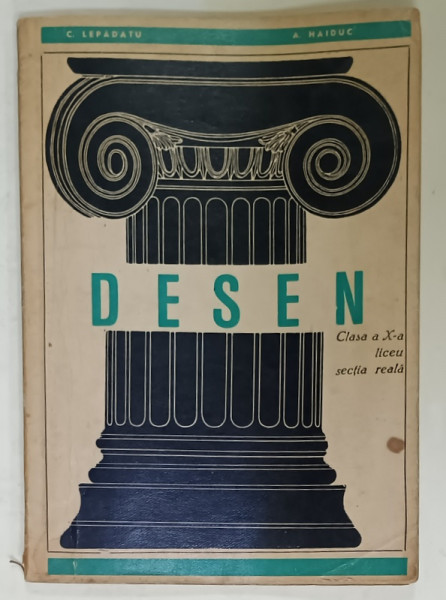 C. LEPĂDATU A. HAIDUC
DESEN
Clasa a X-a
liceu
secția reală